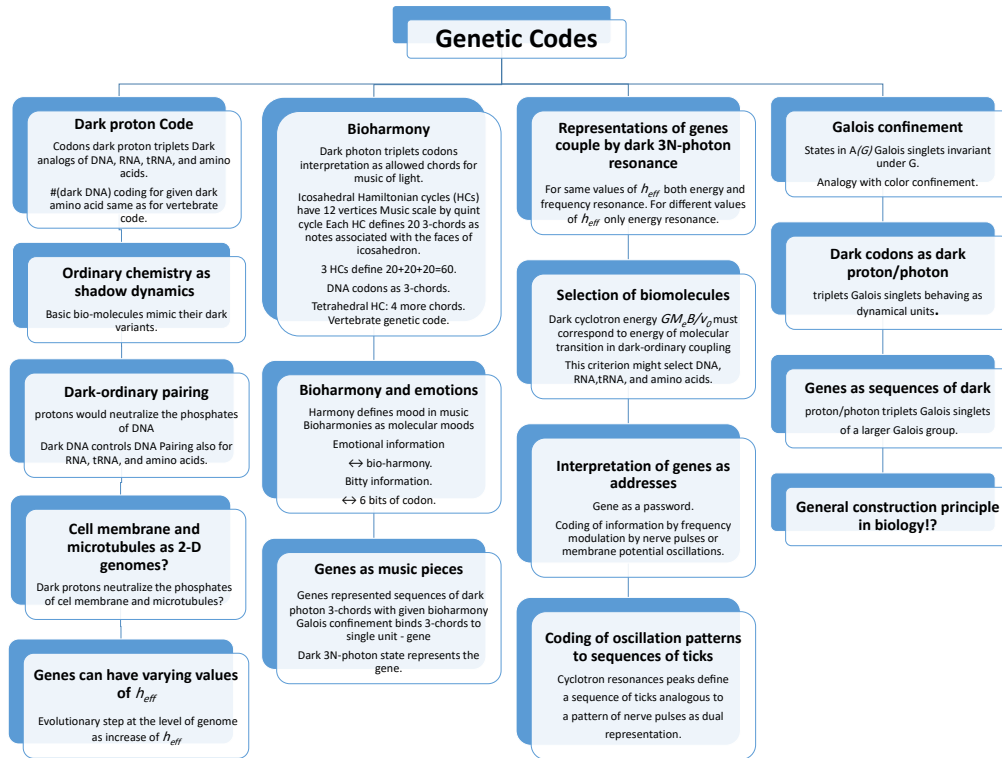 Genetic Codes
Dark proton Code
Codons dark proton triplets Dark
analogs of DNA, RNA, tRNA, and amino
acids.
#(dark DNA) coding for given dark
amino acid same as for vertebrate
code.
Ordinary chemistry as
shadow dynamics
Basic bio-molecules mimic their dark
variants.
Dark-ordinary pairing
protons would neutralize the phosphates
of DNA
Dark DNA controls DNA Pairing also for
RNA, tRNA, and amino acids.
Cell membrane and
microtubules as 2-D
genomes?
Dark protons neutralize the phosphates
of cel membrane and microtubules?
Genes can have varying values
of h_eff
Evolutionary step at the level of genome
as increase of h_eff
Bioharmony
Dark photon triplets codons
interpretation as allowed chords for
music of light.
Icosahedral Hamiltonian cycles (HCs)
have 12 vertices Music scale by quint
cycle Each HC defines 20 3-chords as
notes associated with the faces of
icosahedron.
3 HCs define 20+20+20=60.
DNA codons as 3-chords.
Tetrahedral HC: 4 more chords.
Vertebrate genetic code.
Bioharmony and emotions
Harmony defines mood in music
Bioharmonies as molecular moods
Emotional information
↔ bio-harmony.
Bitty information.
↔ 6 bits of codon.
Genes as music pieces
Genes represented sequences of dark
photon 3-chords with given bioharmony
Galois confinement binds 3-chords to
single unit - gene
Dark 3N-photon state represents the
gene.
Representations of genes
couple by dark 3N-photon
resonance
For same values of h_eff both energy and
frequency resonance. For different values
of h_eff only energy resonance.
Selection of biomolecules
Dark cyclotron energy GM_eB/v_0 must
correspond to energy of molecular
transition in dark-ordinary coupling
This criterion might select DNA,
RNA,tRNA, and amino acids.
Interpretation of genes as
addresses
Gene as a password.
Coding of information by frequency
modulation by nerve pulses or
membrane potential oscillations.
Coding of oscillation patterns
to sequences of ticks
Cyclotron resonances peaks define
a sequence of ticks analogous to
a pattern of nerve pulses as dual
representation.
Galois confinement
States in A(G) Galois singlets invariant
under G.
Analogy with color confinement.
Dark codons as dark
proton/photon
triplets Galois singlets behaving as
dynamical units.
Genes as sequences of dark
proton/photon triplets Galois singlets
of a larger Galois group.
General construction principle
in biology!?